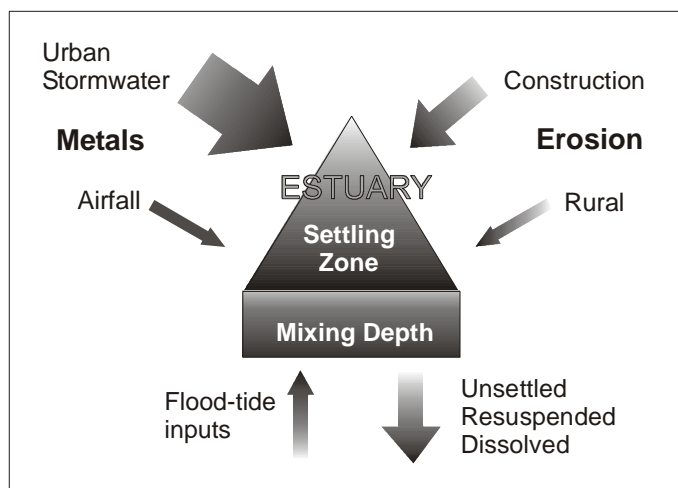 Urban
Stormwater
Construction
Metals
Erosion
ESTUARY
Airfall
Rural
Settling
Zone
Mixing Depth
Flood-tide
inputs
Unsettled
Resuspended
Dissolved